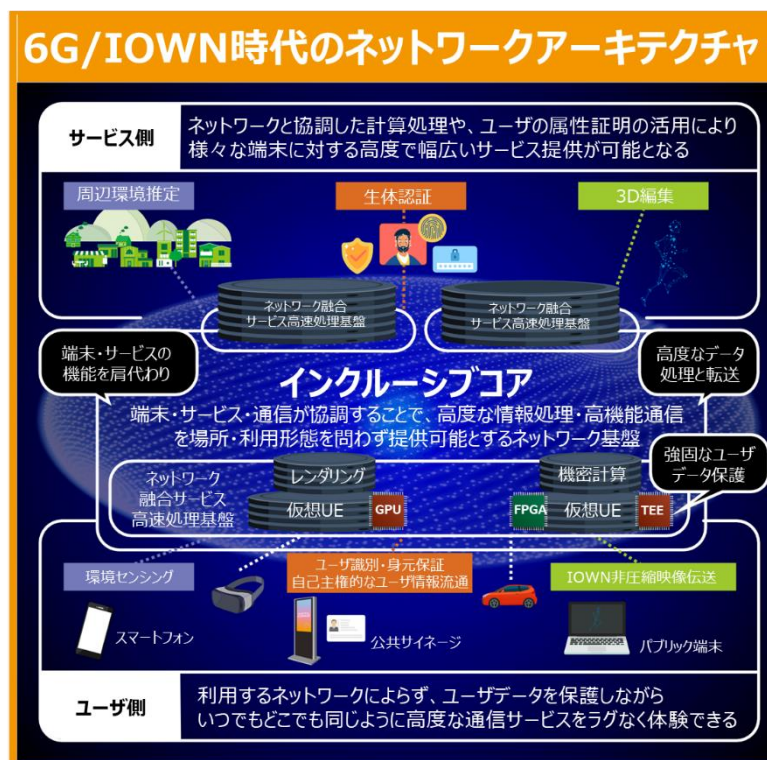 6G/IOWN時代のネットワークアーキテクチャ
サービス側
ネットワークと協調した計算処理や、ユーザの属性証明の活用により
様々な端末に対する高度で幅広いサービス提供が可能となる
周辺環境推定
生体認証
3D編集
ネットワーク融合
サービス高速処理基盤
ネットワーク融合
サービス高速処理基盤
端末・サービスの
機能を肩代わり
高度なデータ
処理と転送
インクルーシブコア
端末・サービス・通信が協調することで、高度な情報処理・高機能通信
を場所・利用形態を問わず提供可能とするネットワーク基盤
強固なユーザ
データ保護
ネットワーク
融合サービス
高速処理基盤
レンダリング
仮想UE
GPU
機密計算
FPGA
仮想UE
TEE
環境センシング
ユーザ識別・身元保証
自己主権的なユーザ情報流通
IOWN非圧縮映像伝送
スマートフォン
公共サイネージ
パブリック端末
ユーザ側
利用するネットワークによらず、ユーザデータを保護しながら
いつでもどこでも同じように高度な通信サービスをラグなく体験できる